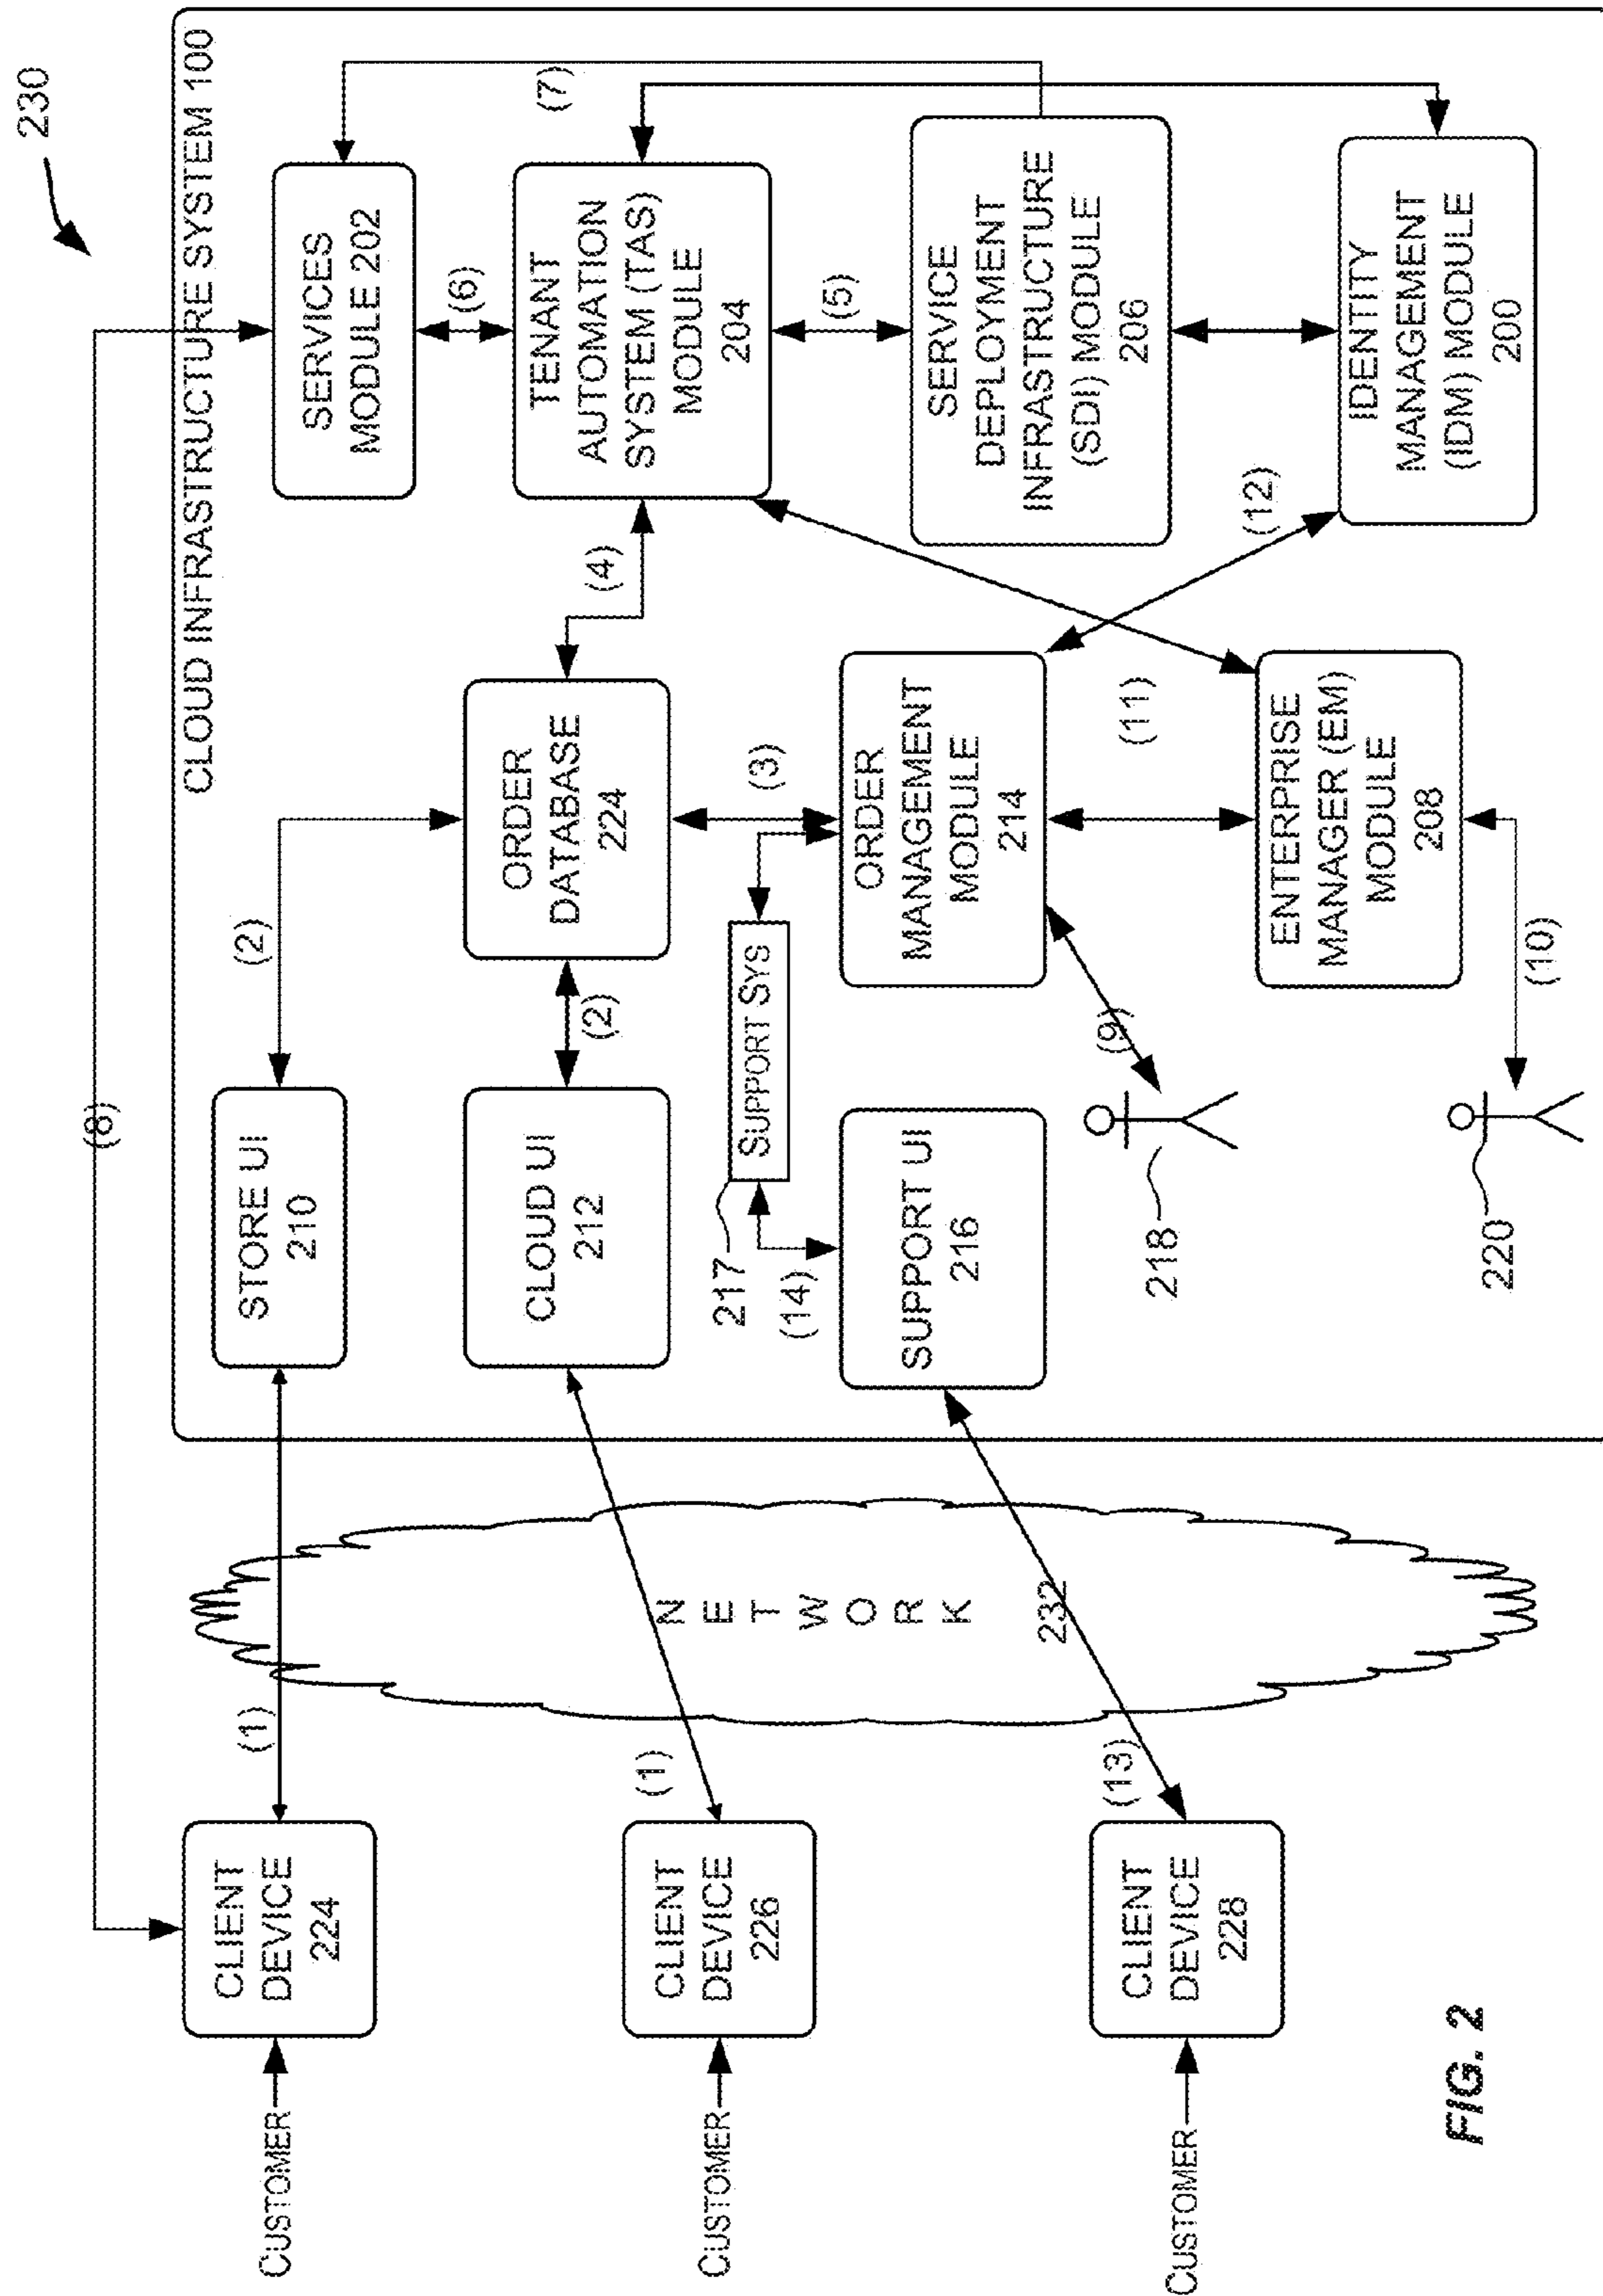 230
CLOUD INFRASTRUCTURE SYSTEM 100
(8)
CUSTOMER
CLIENT
DEVICE
224
(1)
STORE UI
210
(2)
SERVICES
MODULE 202
(6)
(7)
CUSTOMER
CLIENT
DEVICE
226
(1)
N
E
T
W
O
R
K
232
CLOUD UI
212
(2)
ORDER
DATABASE
224
(4)
TENANT
AUTOMATION
SYSTEM (TAS)
MODULE
204
(5)
(3)
217
SUPPORT SYS
(14)
CUSTOMER
CLIENT
DEVICE
228
(13)
SUPPORT UI
216
ORDER
MANAGEMENT
MODULE
214
SERVICE
DEPLOYMENT
INFRASTRUCTURE
(SDI) MODULE
206
(9)
218
(11)
(12)
ENTERPRISE
MANAGER (EM)
MODULE
208
IDENTITY
MANAGEMENT
(IDM) MODULE
200
220
(10)
FIG. 2